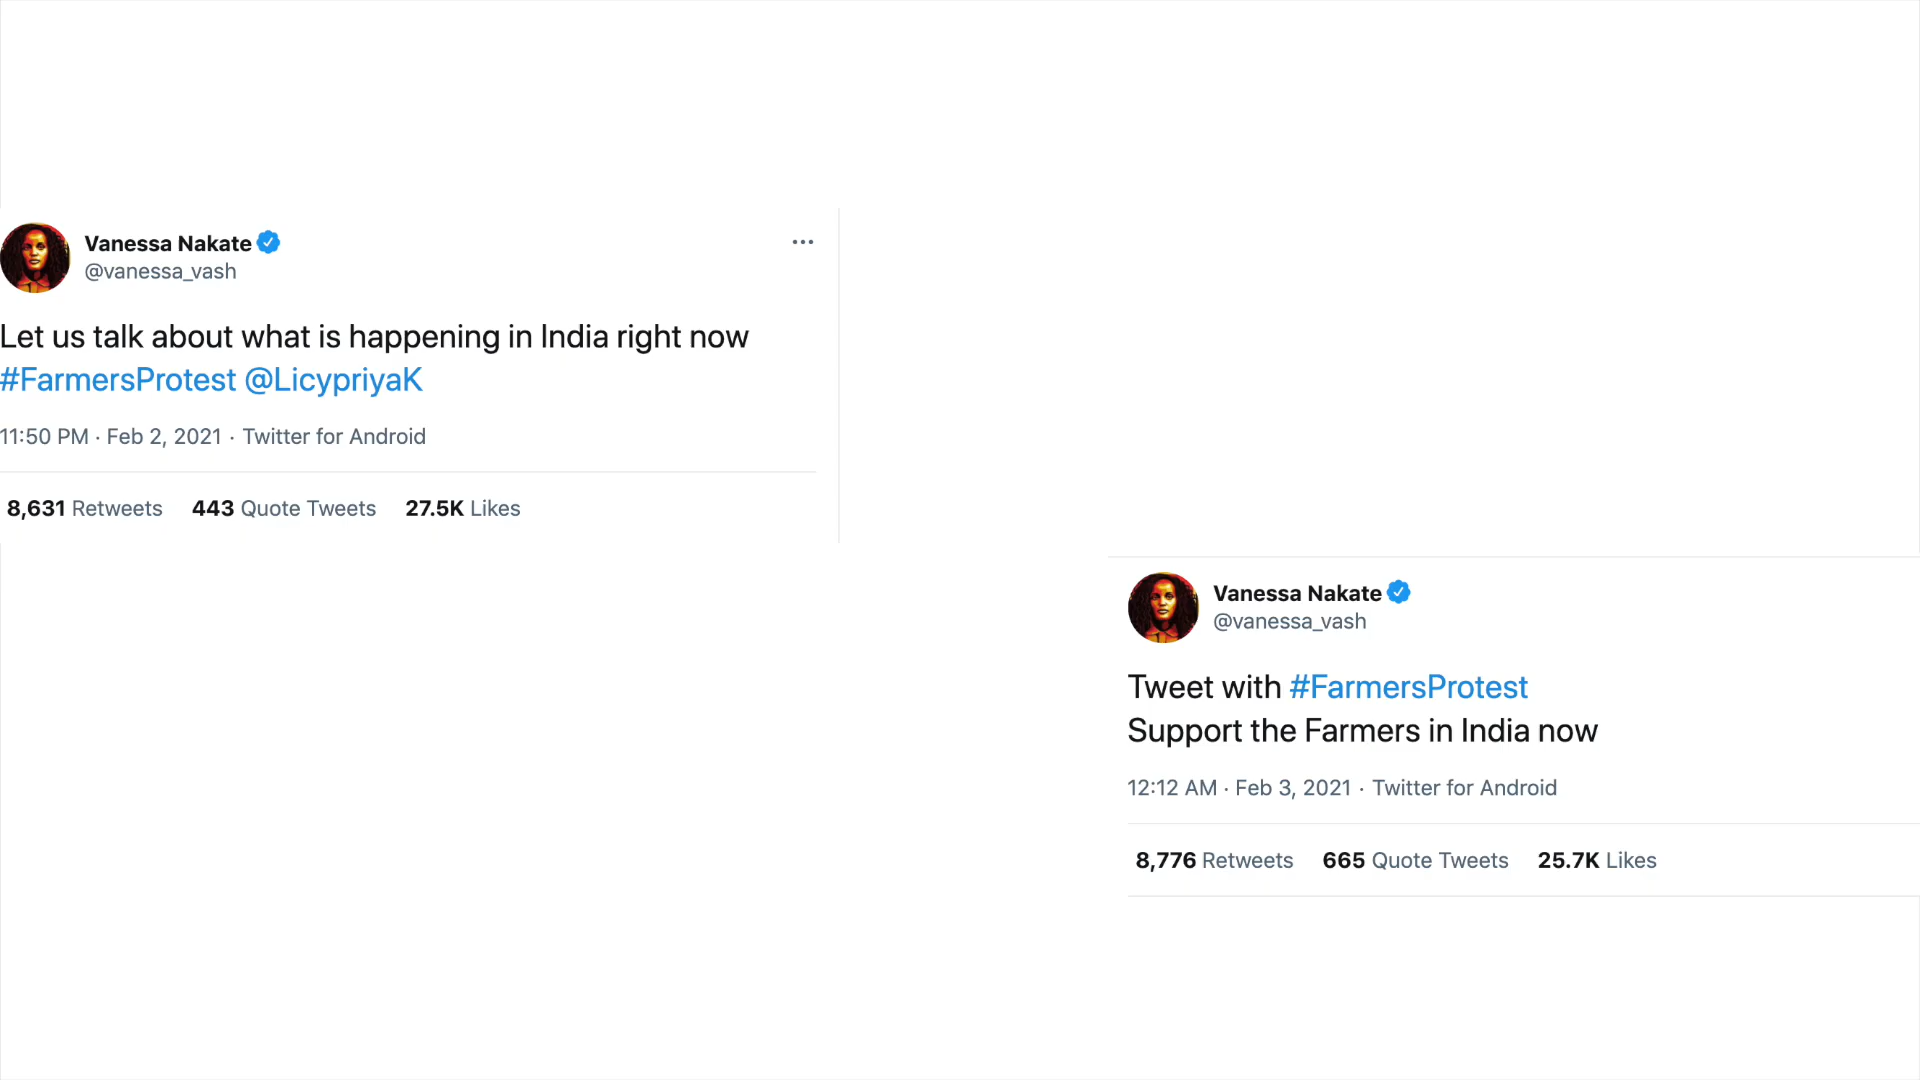 Vanessa Nakate
@vanessa_vash
Let us talk about what is happening in India right now
#FarmersProtest @LicypriyaK
11:50 PM · Feb 2, 2021 · Twitter for Android
8,631 Retweets 443 Quote Tweets 27.5K Likes
Vanessa Nakate
@vanessa_vash
Tweet with #FarmersProtest
Support the Farmers in India now
12:12 AM · Feb 3, 2021 · Twitter for Android
8,776 Retweets 665 Quote Tweets 25.7K Likes